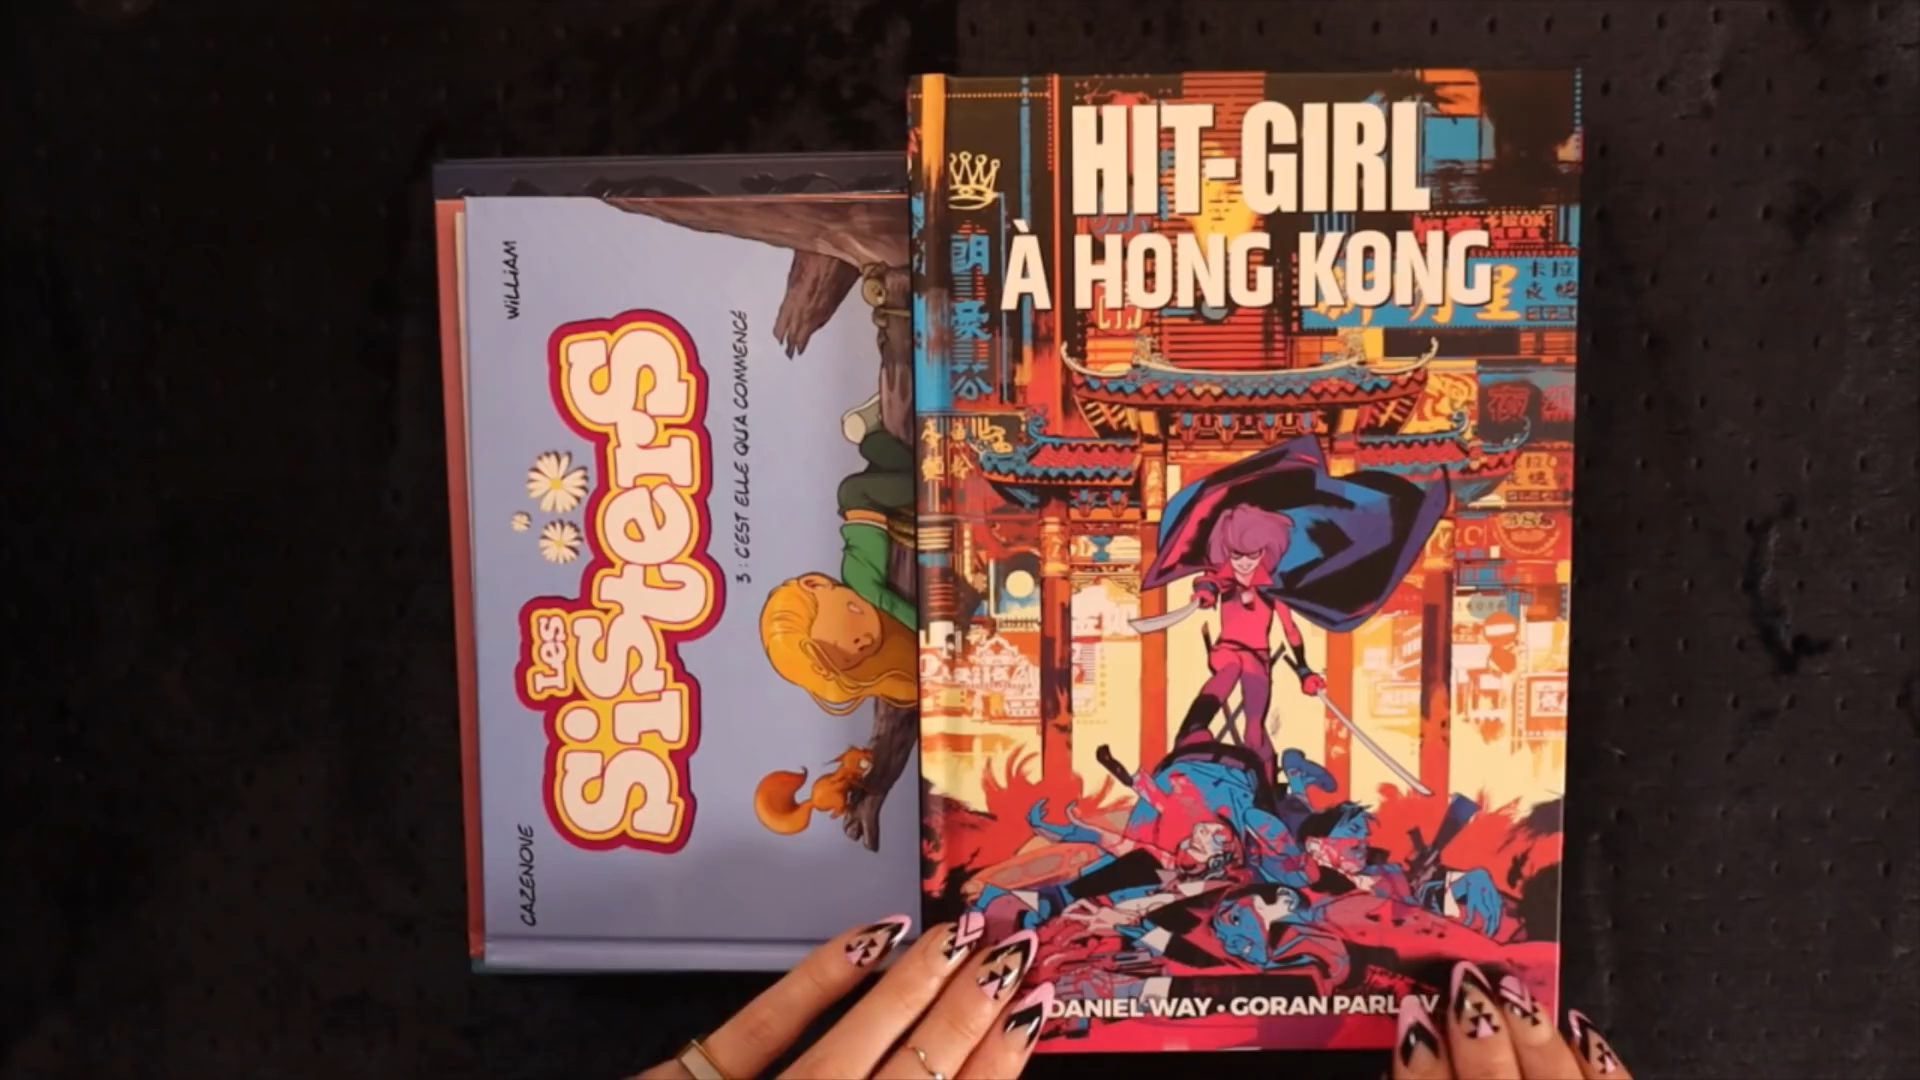 HIT-GIRL
À HONG KONG
DANIEL WAY • GORAN PARLOV
CAZENOVE
WILLIAM
Les
Sisters
3 : C'EST ELLE QU'A COMMENCÉ